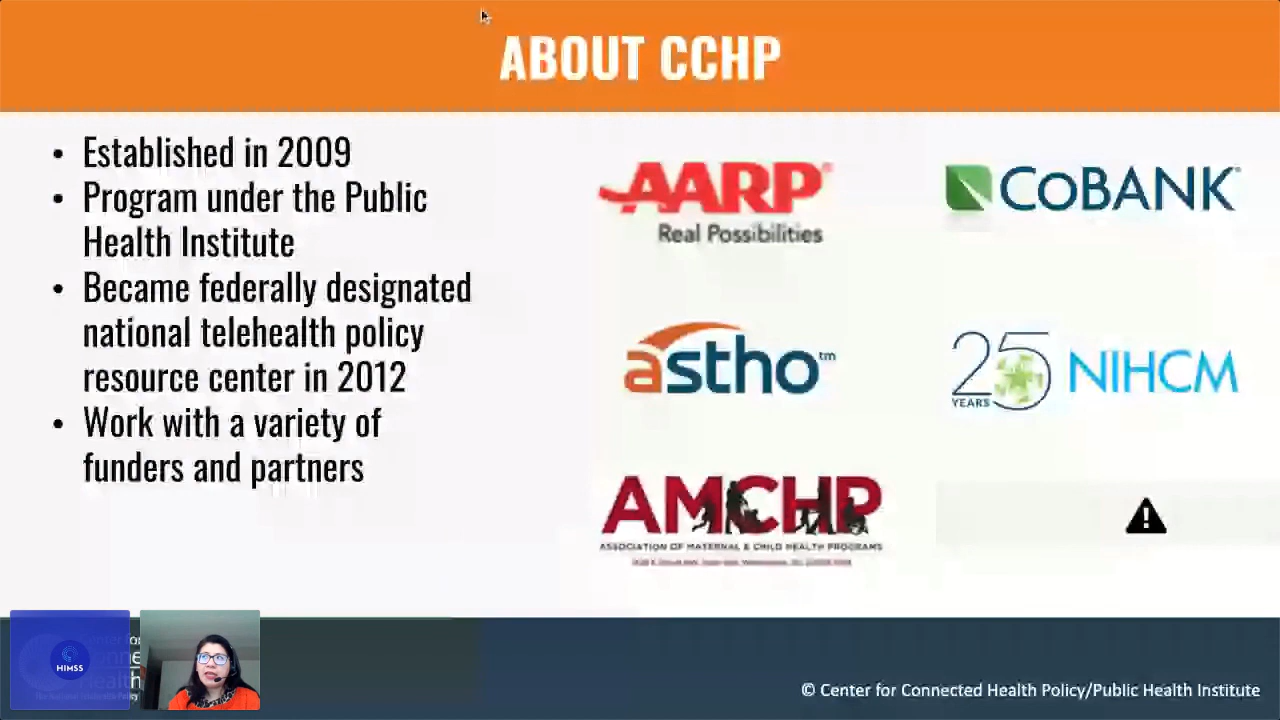 ABOUT CCHP
• Established in 2009
• Program under the Public
Health Institute
• Became federally designated
national telehealth policy
resource center in 2012
• Work with a variety of
funders and partners
AARP®
Real Possibilities
COBANK
astho™
25
YEARS
NIHCM
AMCHP
ASSOCIATION OF MATERNAL & CHILD HEALTH PROGRAMS
HIMSS
© Center for Connected Health Policy/Public Health Institute